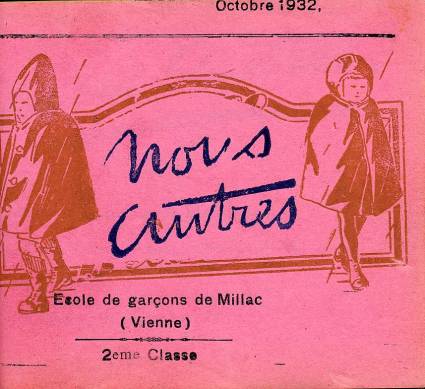 Octobre 1932,
nous
autres
Ecole de garçons de Millac
(Vienne)
2eme Classe